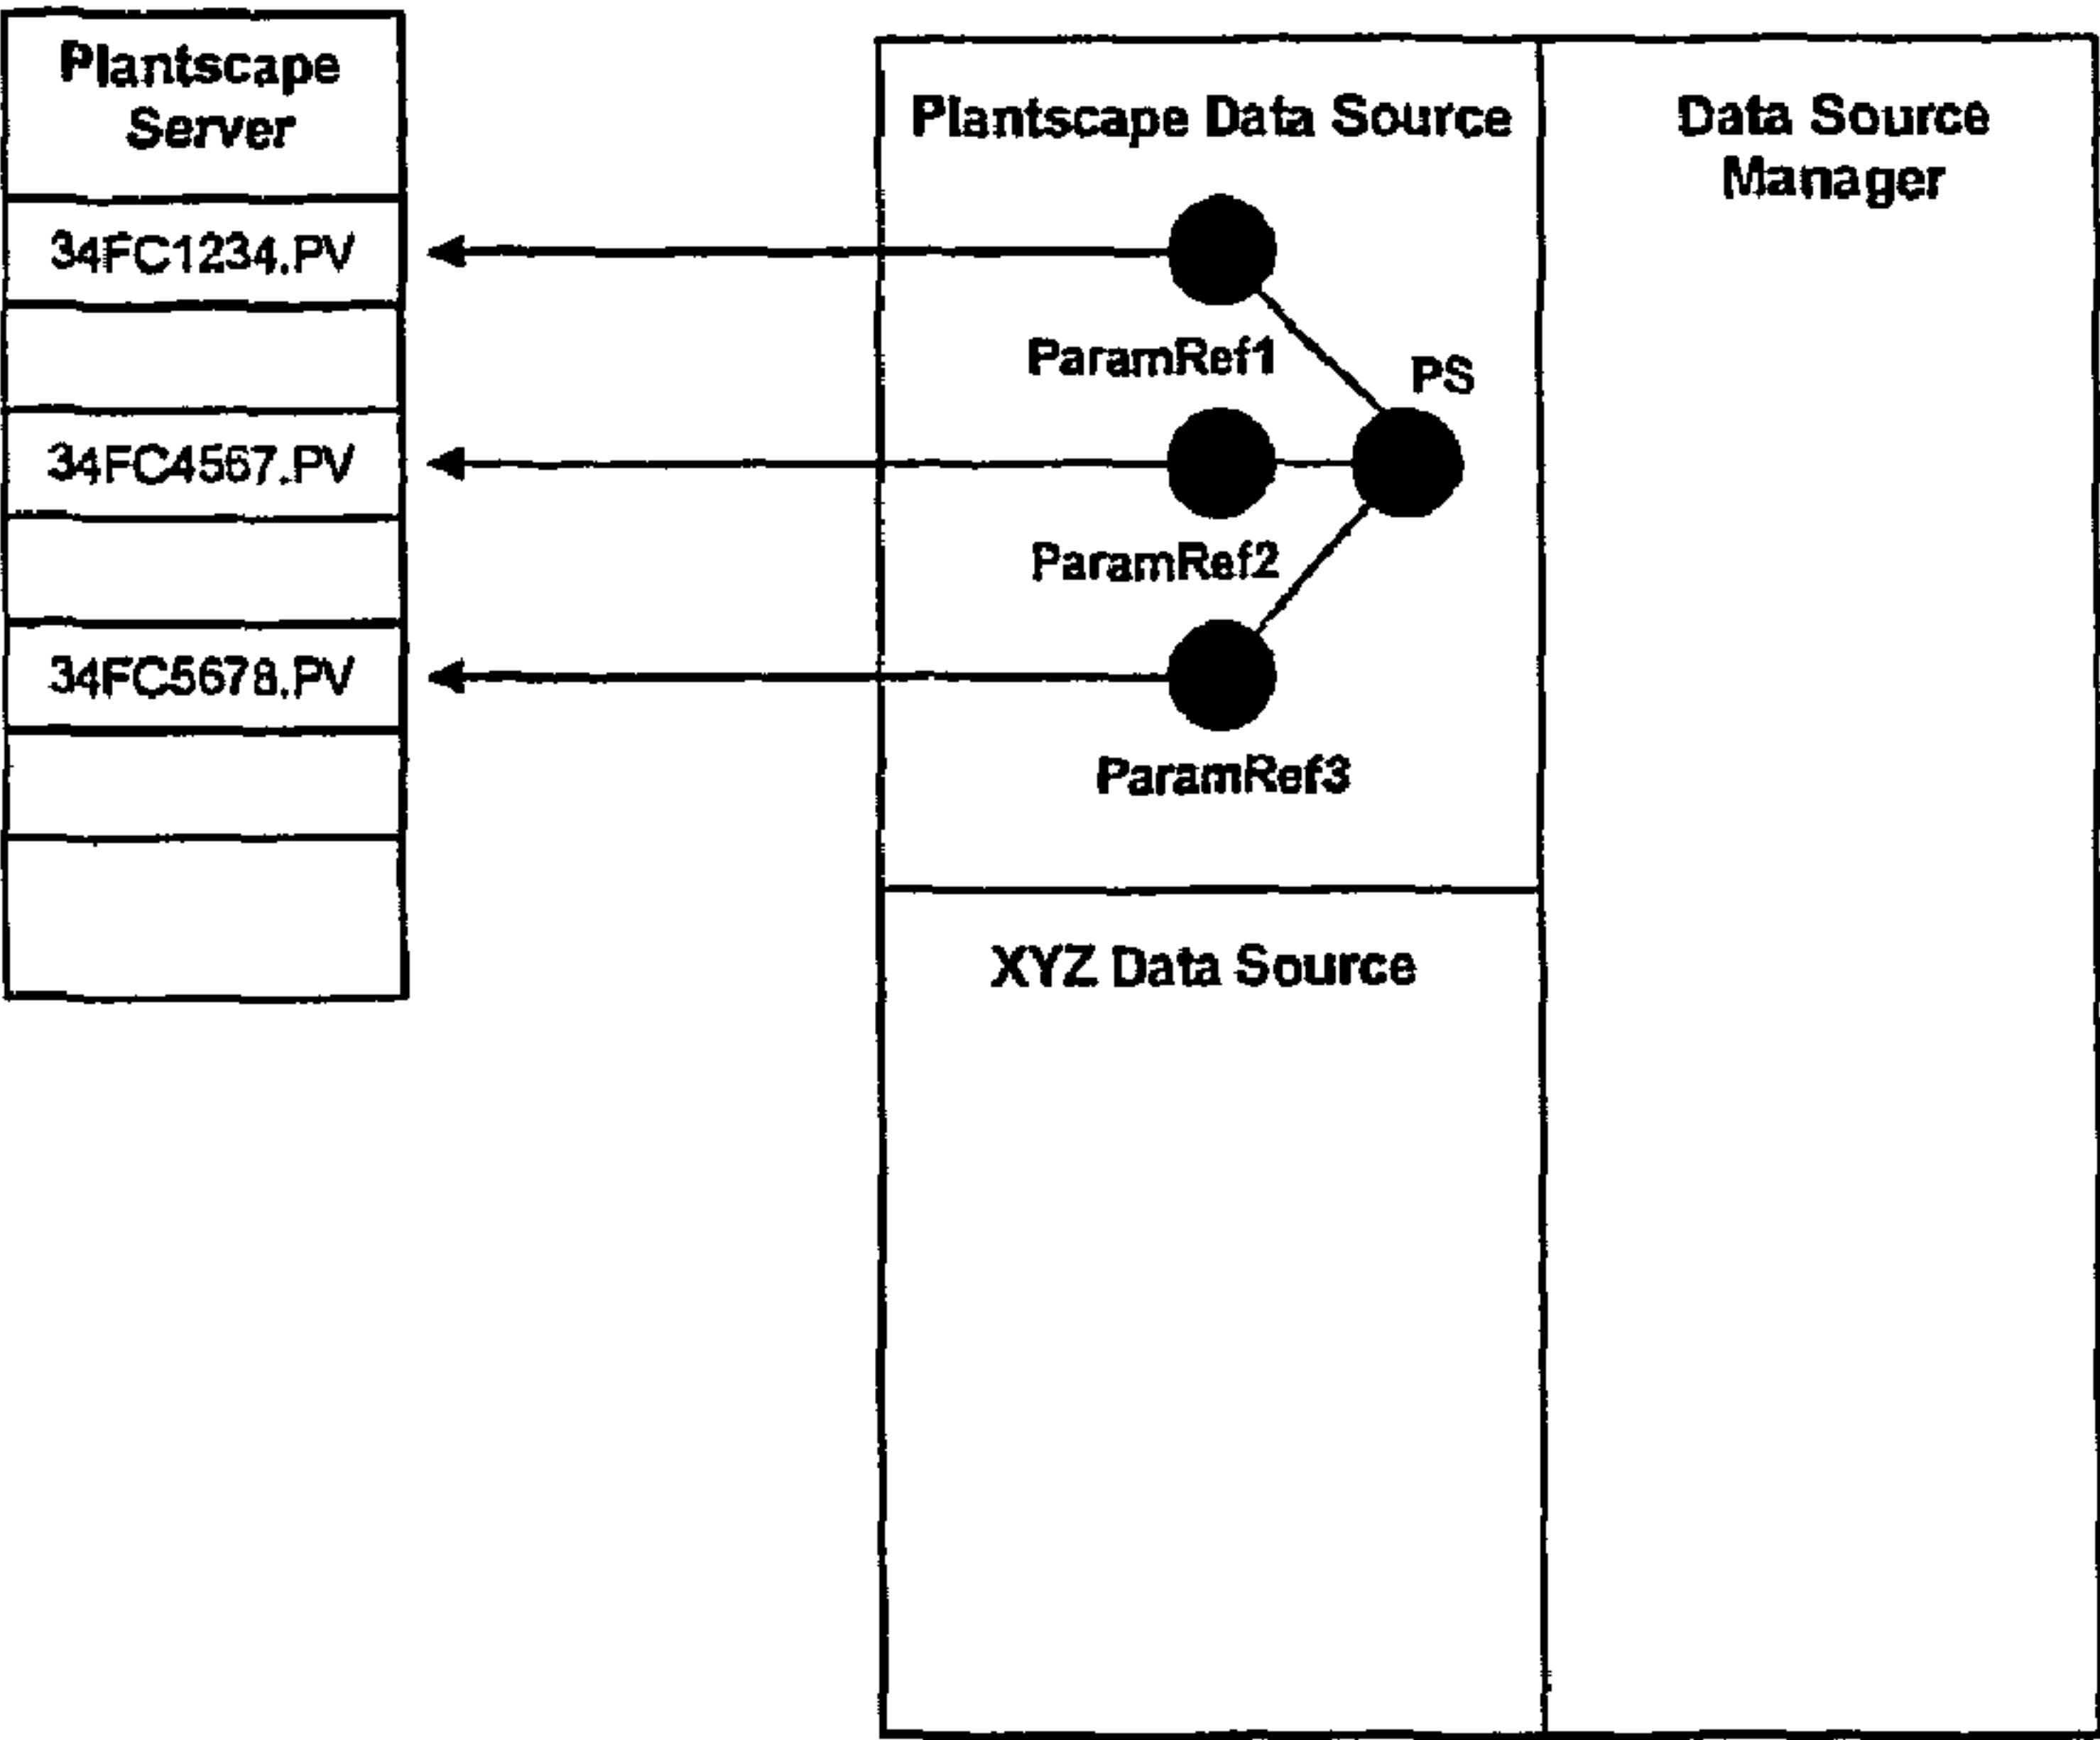 Plantscape
Server
34FC1234.PV
34FC4567.PV
34FC5678.PV
Plantscape Data Source
ParamRef1
PS
ParamRef2
ParamRef3
XYZ Data Source
Data Source
Manager